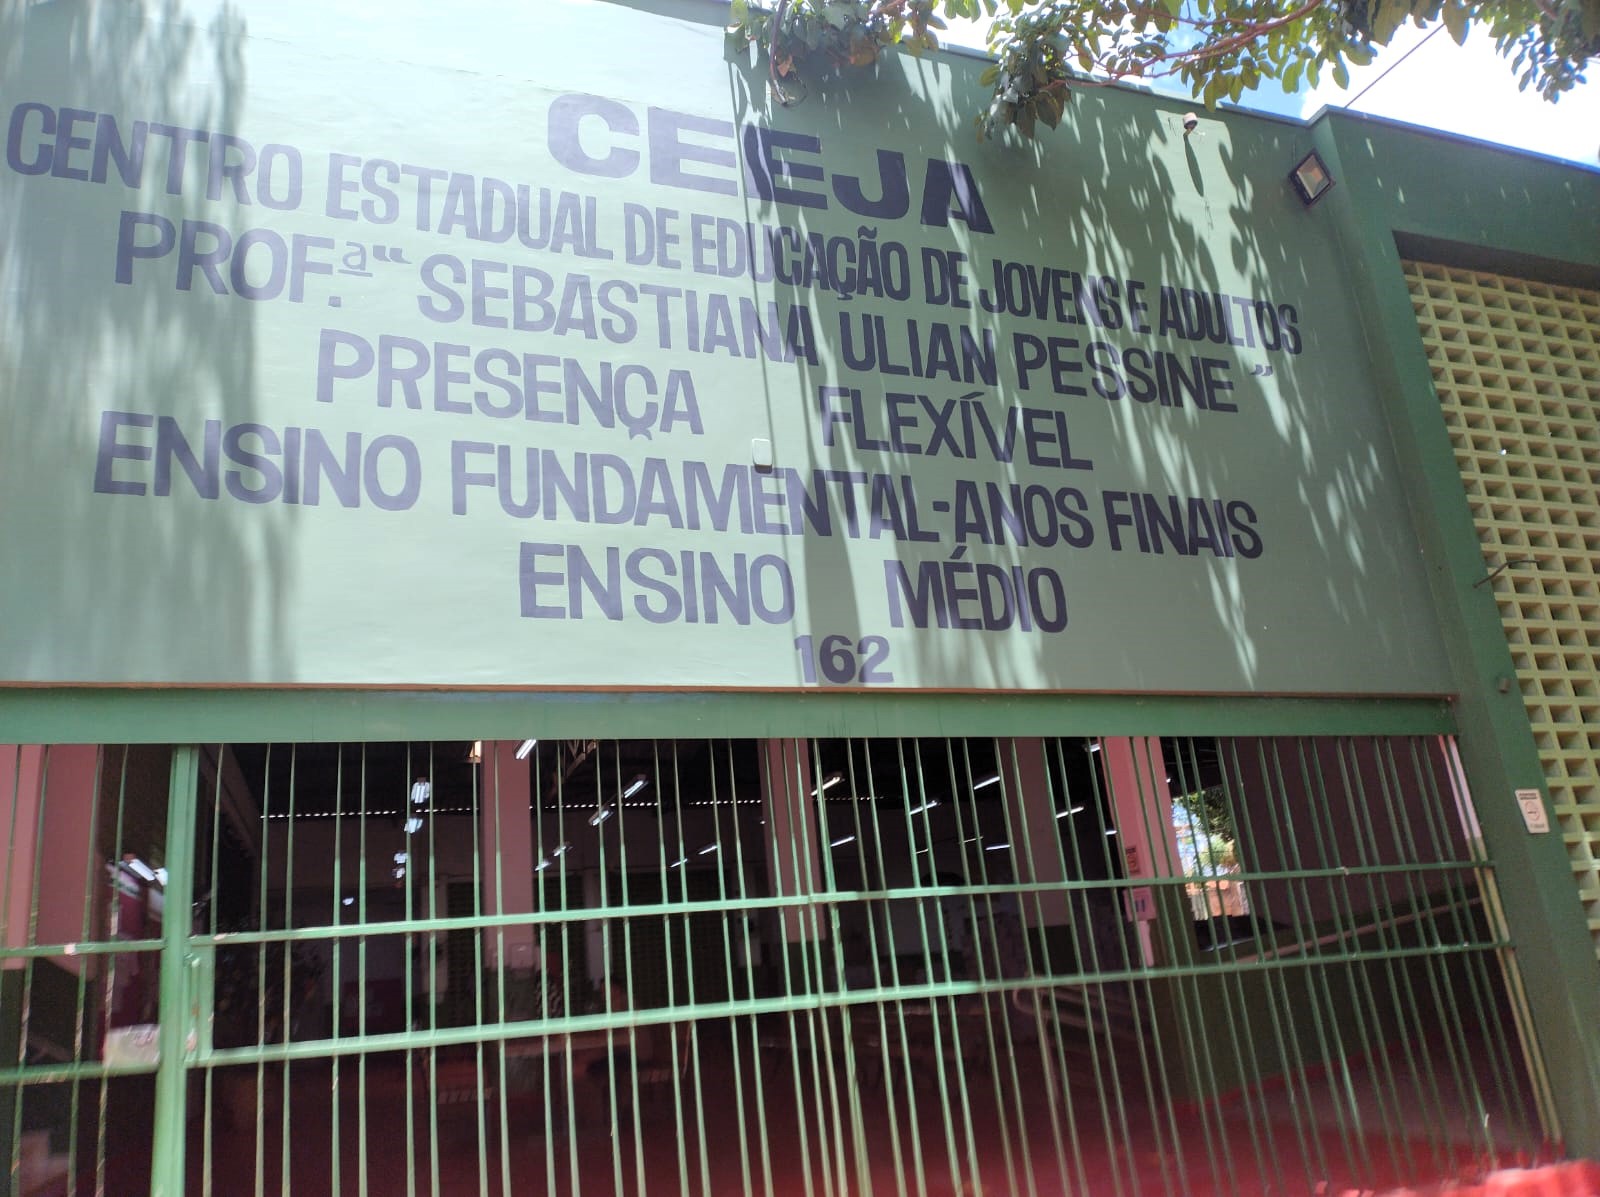 CEEJA
CENTRO ESTADUAL DE EDUCAÇÃO DE JOVENS E ADULTOS
PROF.ª “SEBASTIANA ULIAN PESSINE”
PRESENÇA FLEXÍVEL
ENSINO FUNDAMENTAL-ANOS FINAIS
ENSINO MÉDIO
162